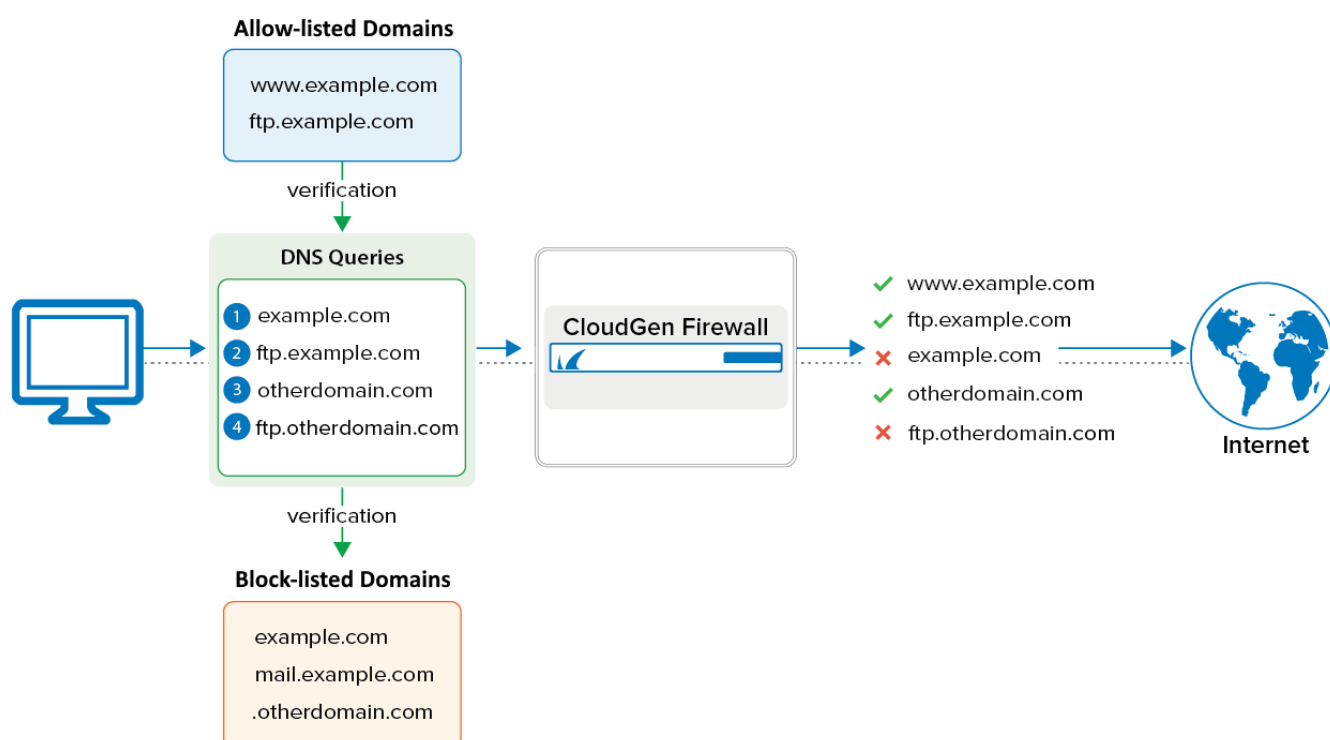 Allow-listed Domains
www.example.com
ftp.example.com
verification
DNS Queries
1 example.com
2 ftp.example.com
3 otherdomain.com
4 ftp.otherdomain.com
verification
Block-listed Domains
example.com
mail.example.com
.otherdomain.com
CloudGen Firewall
www.example.com
ftp.example.com
example.com
otherdomain.com
ftp.otherdomain.com
Internet